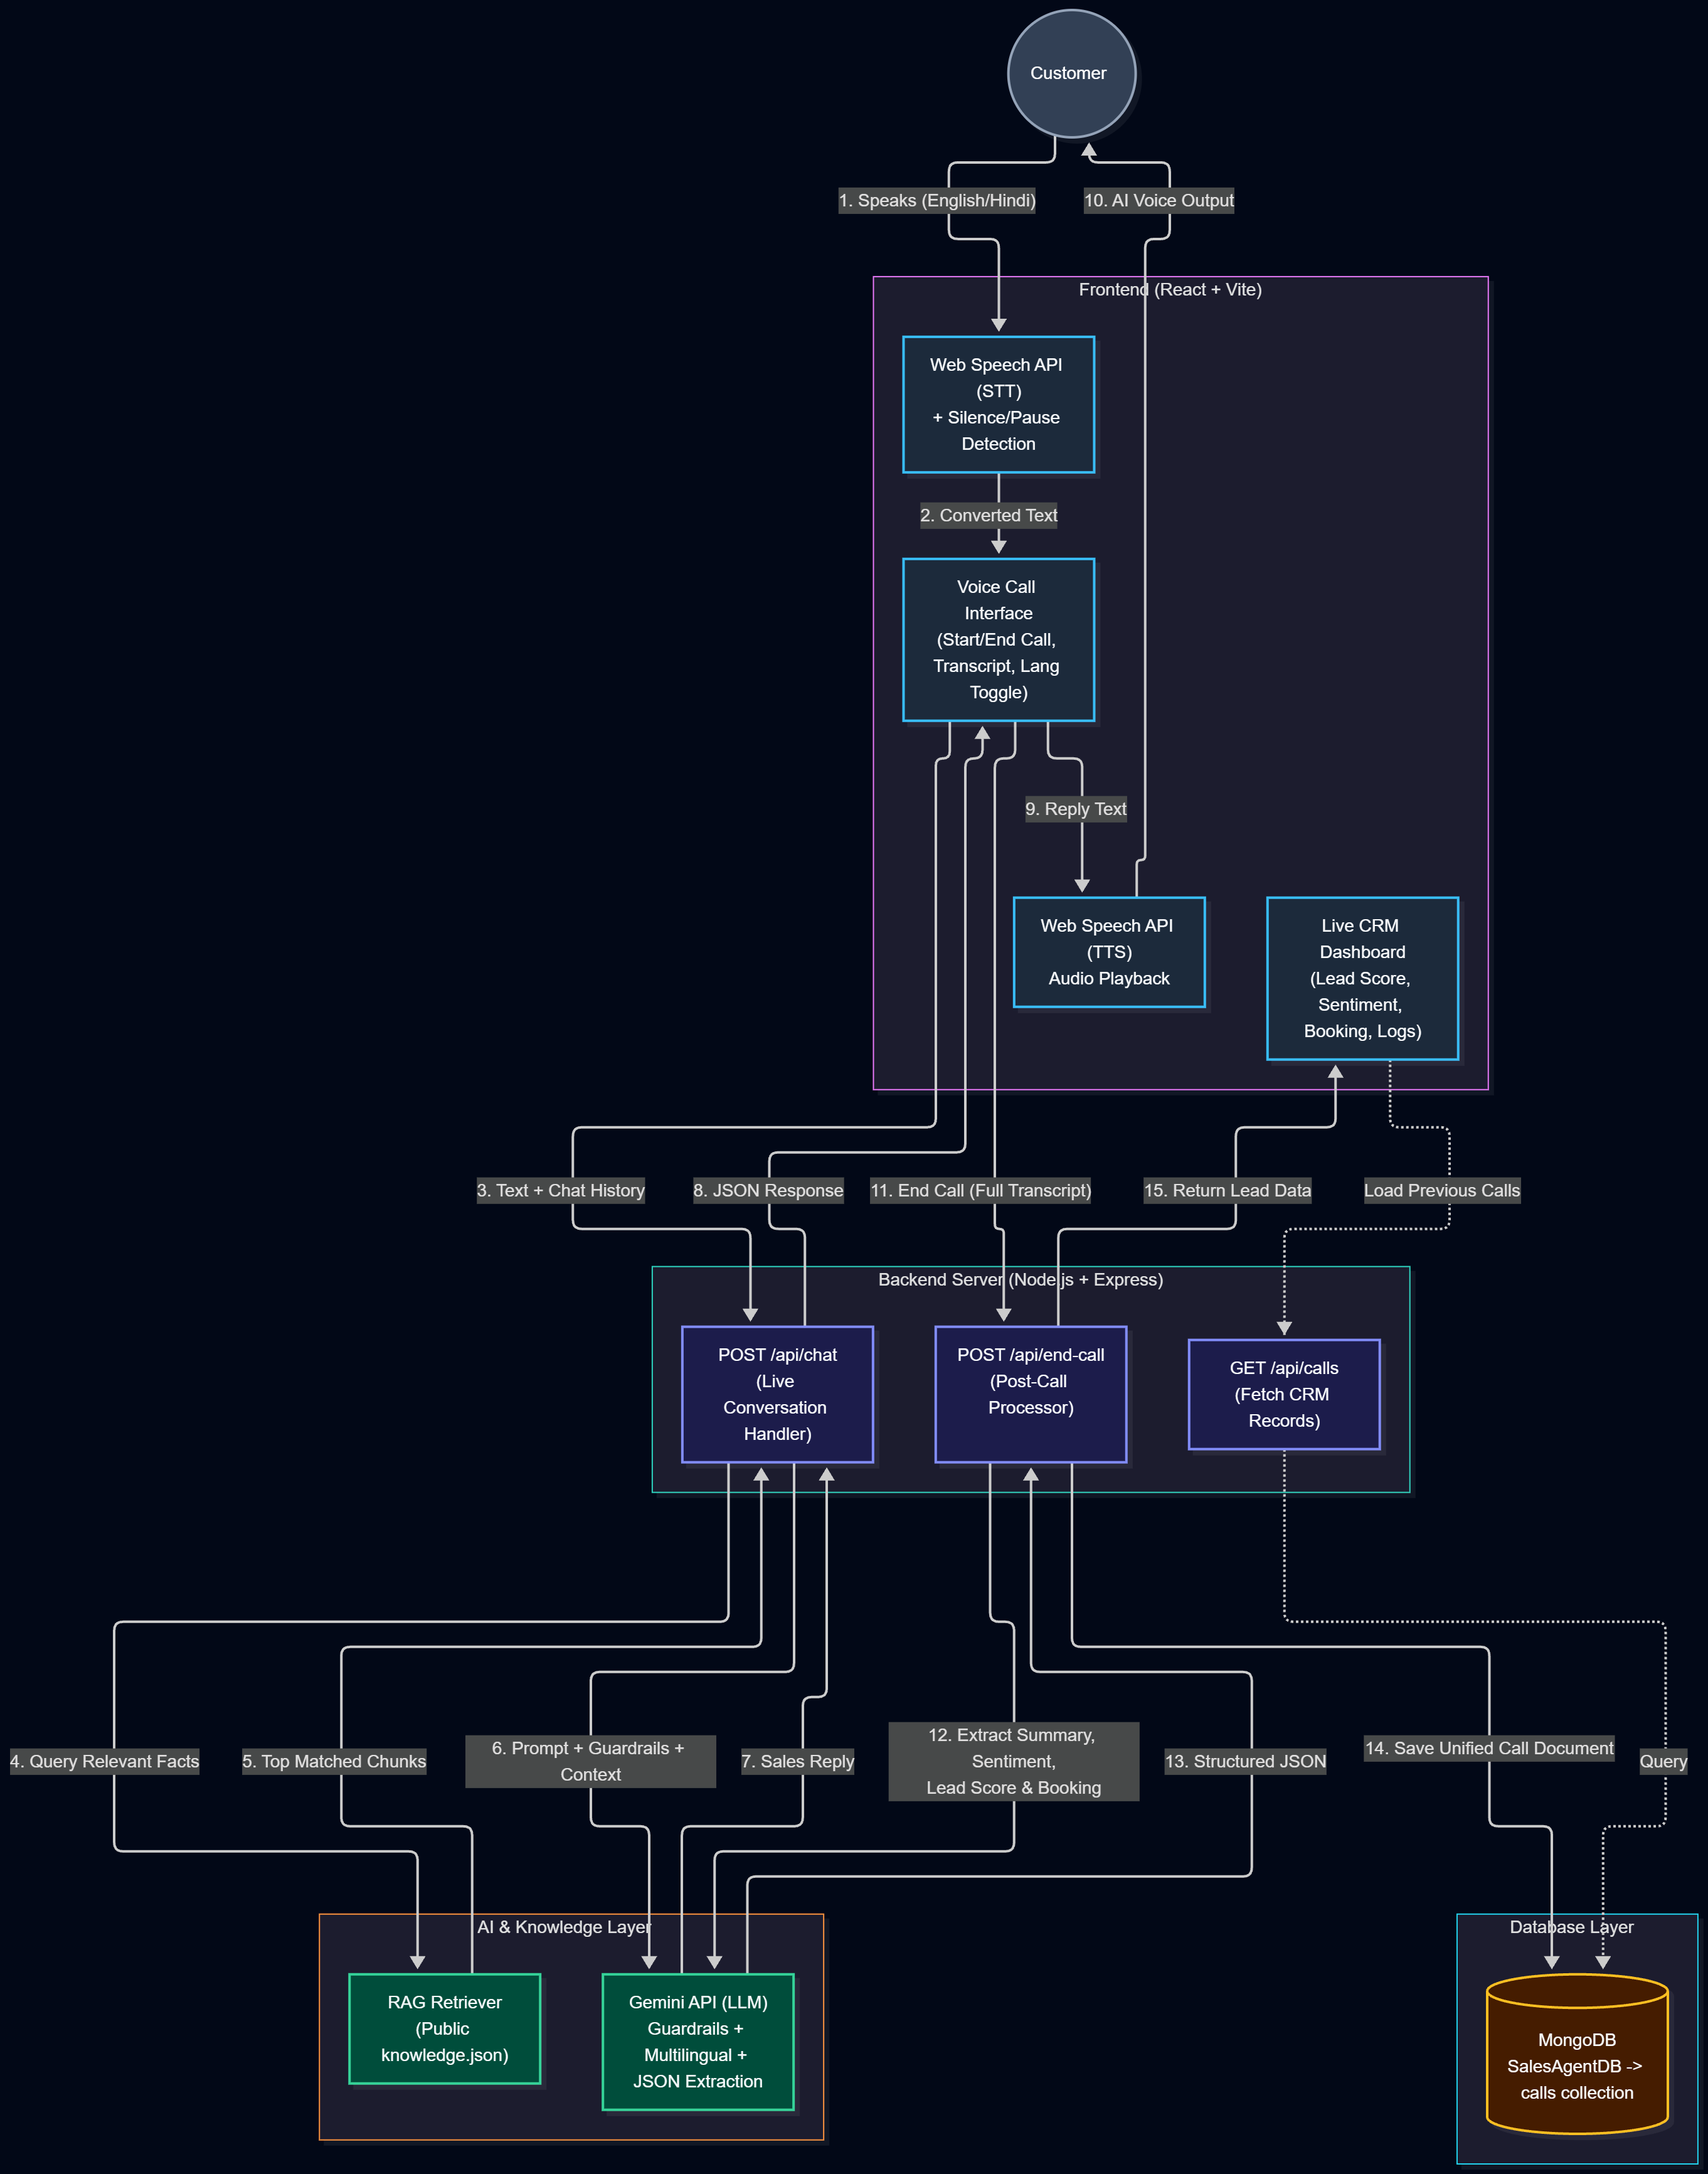 Customer
1. Speaks (English/Hindi)
10. AI Voice Output
Frontend (React + Vite)
Web Speech API
(STT)
+ Silence/Pause
Detection
2. Converted Text
Voice Call
Interface
(Start/End Call,
Transcript, Lang
Toggle)
9. Reply Text
Web Speech API
(TTS)
Audio Playback
Live CRM
Dashboard
(Lead Score,
Sentiment,
Booking, Logs)
3. Text + Chat History
8. JSON Response
11. End Call (Full Transcript)
15. Return Lead Data
Load Previous Calls
Backend Server (Node.js + Express)
POST /api/chat
(Live
Conversation
Handler)
POST /api/end-call
(Post-Call
Processor)
GET /api/calls
(Fetch CRM
Records)
4. Query Relevant Facts
5. Top Matched Chunks
6. Prompt + Guardrails +
Context
7. Sales Reply
12. Extract Summary,
Sentiment,
Lead Score & Booking
13. Structured JSON
14. Save Unified Call Document
Query
AI & Knowledge Layer
RAG Retriever
(Public
knowledge.json)
Gemini API (LLM)
Guardrails +
Multilingual +
JSON Extraction
Database Layer
MongoDB
SalesAgentDB ->
calls collection